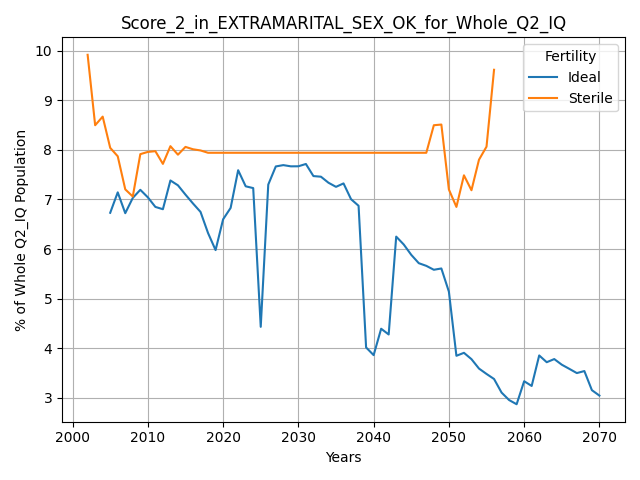 Score_2_in_EXTRAMARITAL_SEX_OK_for_Whole_Q2_IQ
Fertility
Ideal
Sterile
% of Whole Q2_IQ Population
10
9
8
7
6
5
4
3
2000 2010 2020 2030 2040 2050 2060 2070
Years